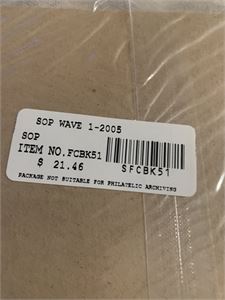 SOP WAVE 1-2005
SOP
ITEM NO.FCBK51
$ 21.46 SFCBK51
PACKAGE NOT SUITABLE FOR PHILATELIC ARCHIVING